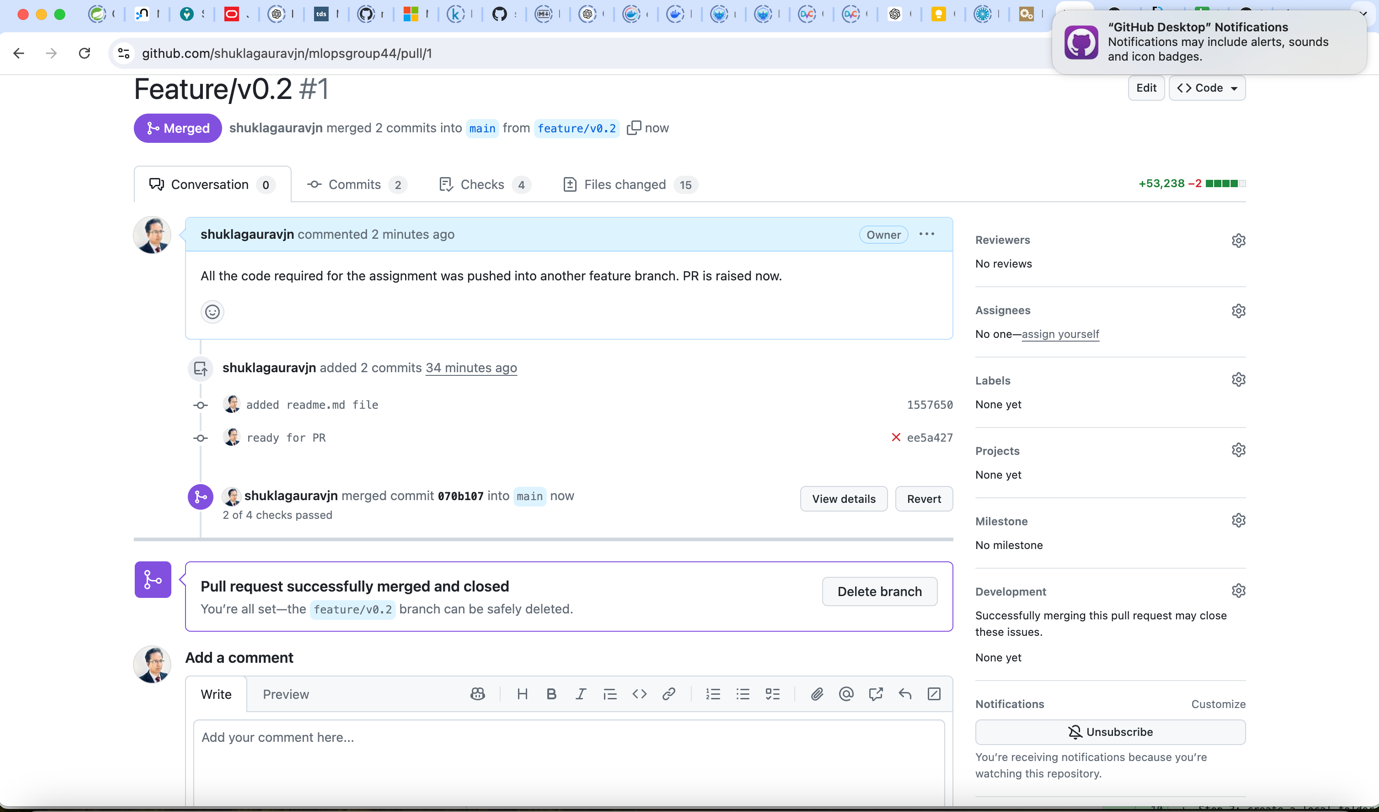 github.com/shuklagauravjn/mlopsgroup44/pull/1
“GitHub Desktop” Notifications
Notifications may include alerts, sounds
and icon badges.
Feature/v0.2 #1
Edit
Code
Merged
shuklagauravjn merged 2 commits into main from feature/v0.2 now
Conversation 0
Commits 2
Checks 4
Files changed 15
+53,238 −2
shuklagauravjn commented 2 minutes ago
Owner
All the code required for the assignment was pushed into another feature branch. PR is raised now.
shuklagauravjn added 2 commits 34 minutes ago
added readme.md file
1557650
ready for PR
ee5a427
shuklagauravjn merged commit 070b107 into main now
2 of 4 checks passed
View details
Revert
Pull request successfully merged and closed
You’re all set—the feature/v0.2 branch can be safely deleted.
Delete branch
Add a comment
Write
Preview
Add your comment here...
Reviewers
No reviews
Assignees
No one—assign yourself
Labels
None yet
Projects
None yet
Milestone
No milestone
Development
Successfully merging this pull request may close
these issues.
None yet
Notifications
Customize
Unsubscribe
You’re receiving notifications because you’re
watching this repository.